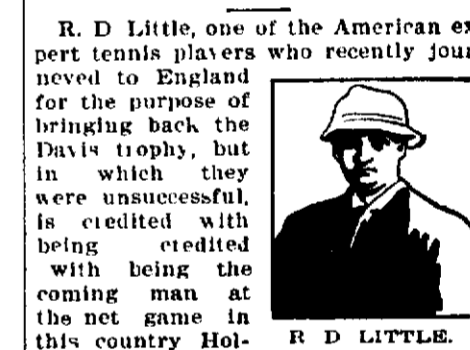 R. D Little, one of the American ex
pert tennis players who recently jour
neyed to England
for the purpose of
bringing back the
Davis trophy, but
in which they
were unsuccessful,
is credited with
being credited
with being the
coming man at
the net game in
this country Hol-
R D LITTLE.